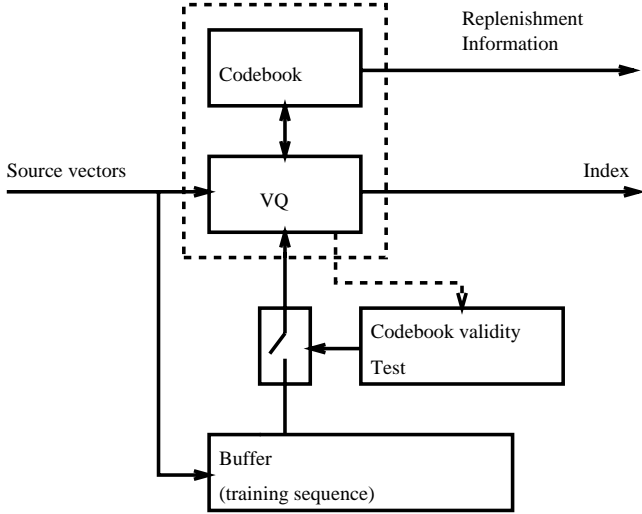 Replenishment
Information
Codebook
Source vectors
Index
VQ
Codebook validity
Test
Buffer
(training sequence)